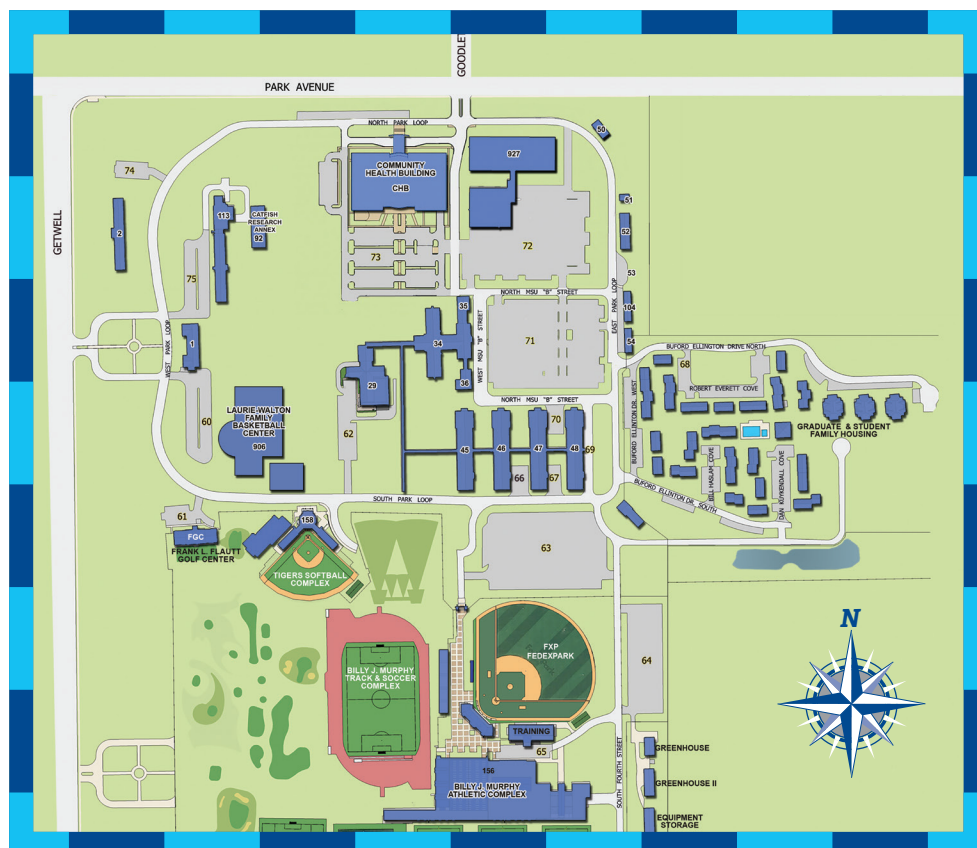 GOODLET
PARK AVENUE
NORTH PARK LOOP
50
COMMUNITY
HEALTH BUILDING
CHB
927
74
GETWELL
2
113
CATFISH
RESEARCH
ANNEX
92
51
52
72
73
53
75
NORTH MSU "B" STREET
EAST PARK LOOP
35
104
WEST MSU "B" STREET
34
71
54
1
WEST PARK LOOP
BUFORD ELLINGTON DRIVE NORTH
68
36
29
ROBERT EVERETT COVE
BUFORD ELLINTON DR. WEST
NORTH MSU "B" STREET
60
LAURIE-WALTON
FAMILY
BASKETBALL
CENTER
906
62
70
GRADUATE & STUDENT
FAMILY HOUSING
45
46
47
48
69
BILL HASLAM COVE
DAN KUYKENDALL COVE
66
67
BUFORD ELLINTON DR. SOUTH
SOUTH PARK LOOP
61
158
FGC
FRANK L. FLAUTT
GOLF CENTER
63
TIGERS SOFTBALL
COMPLEX
N
FXP
FEDEXPARK
64
BILLY J. MURPHY
TRACK & SOCCER
COMPLEX
TRAINING
65
SOUTH FOURTH STREET
GREENHOUSE
156
BILLY J. MURPHY
ATHLETIC COMPLEX
GREENHOUSE II
EQUIPMENT
STORAGE